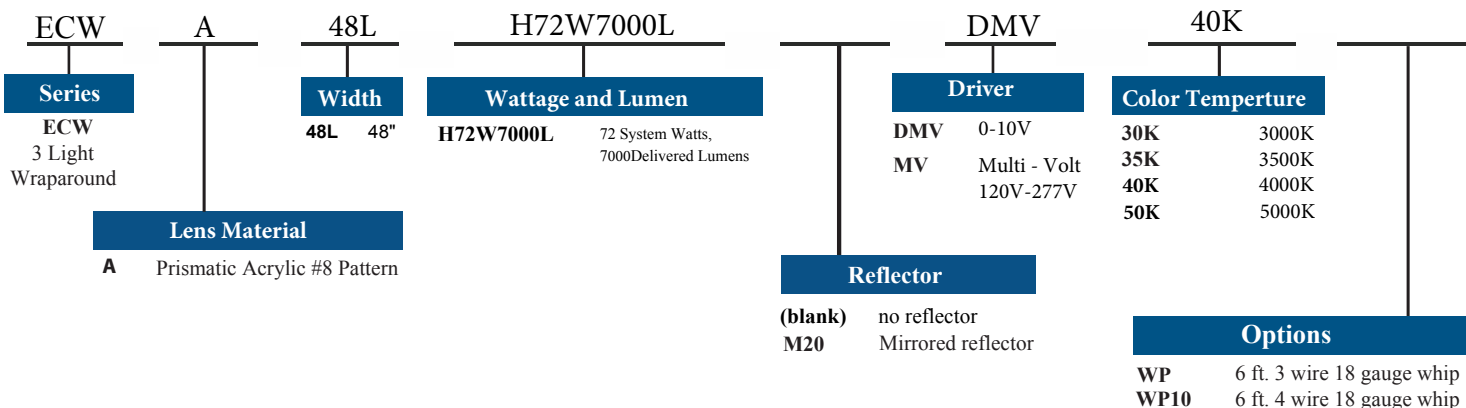 ECW A 48L H72W7000L DMV 40K
Series
ECW
3 Light
Wraparound
Width
48L 48"
Wattage and Lumen
H72W7000L 72 System Watts,
7000Delivered Lumens
Driver
DMV 0-10V
MV Multi - Volt
120V-277V
Color Temperture
30K 3000K
35K 3500K
40K 4000K
50K 5000K
Lens Material
A Prismatic Acrylic #8 Pattern
Reflector
(blank) no reflector
M20 Mirrored reflector
Options
WP 6 ft. 3 wire 18 gauge whip
WP10 6 ft. 4 wire 18 gauge whip